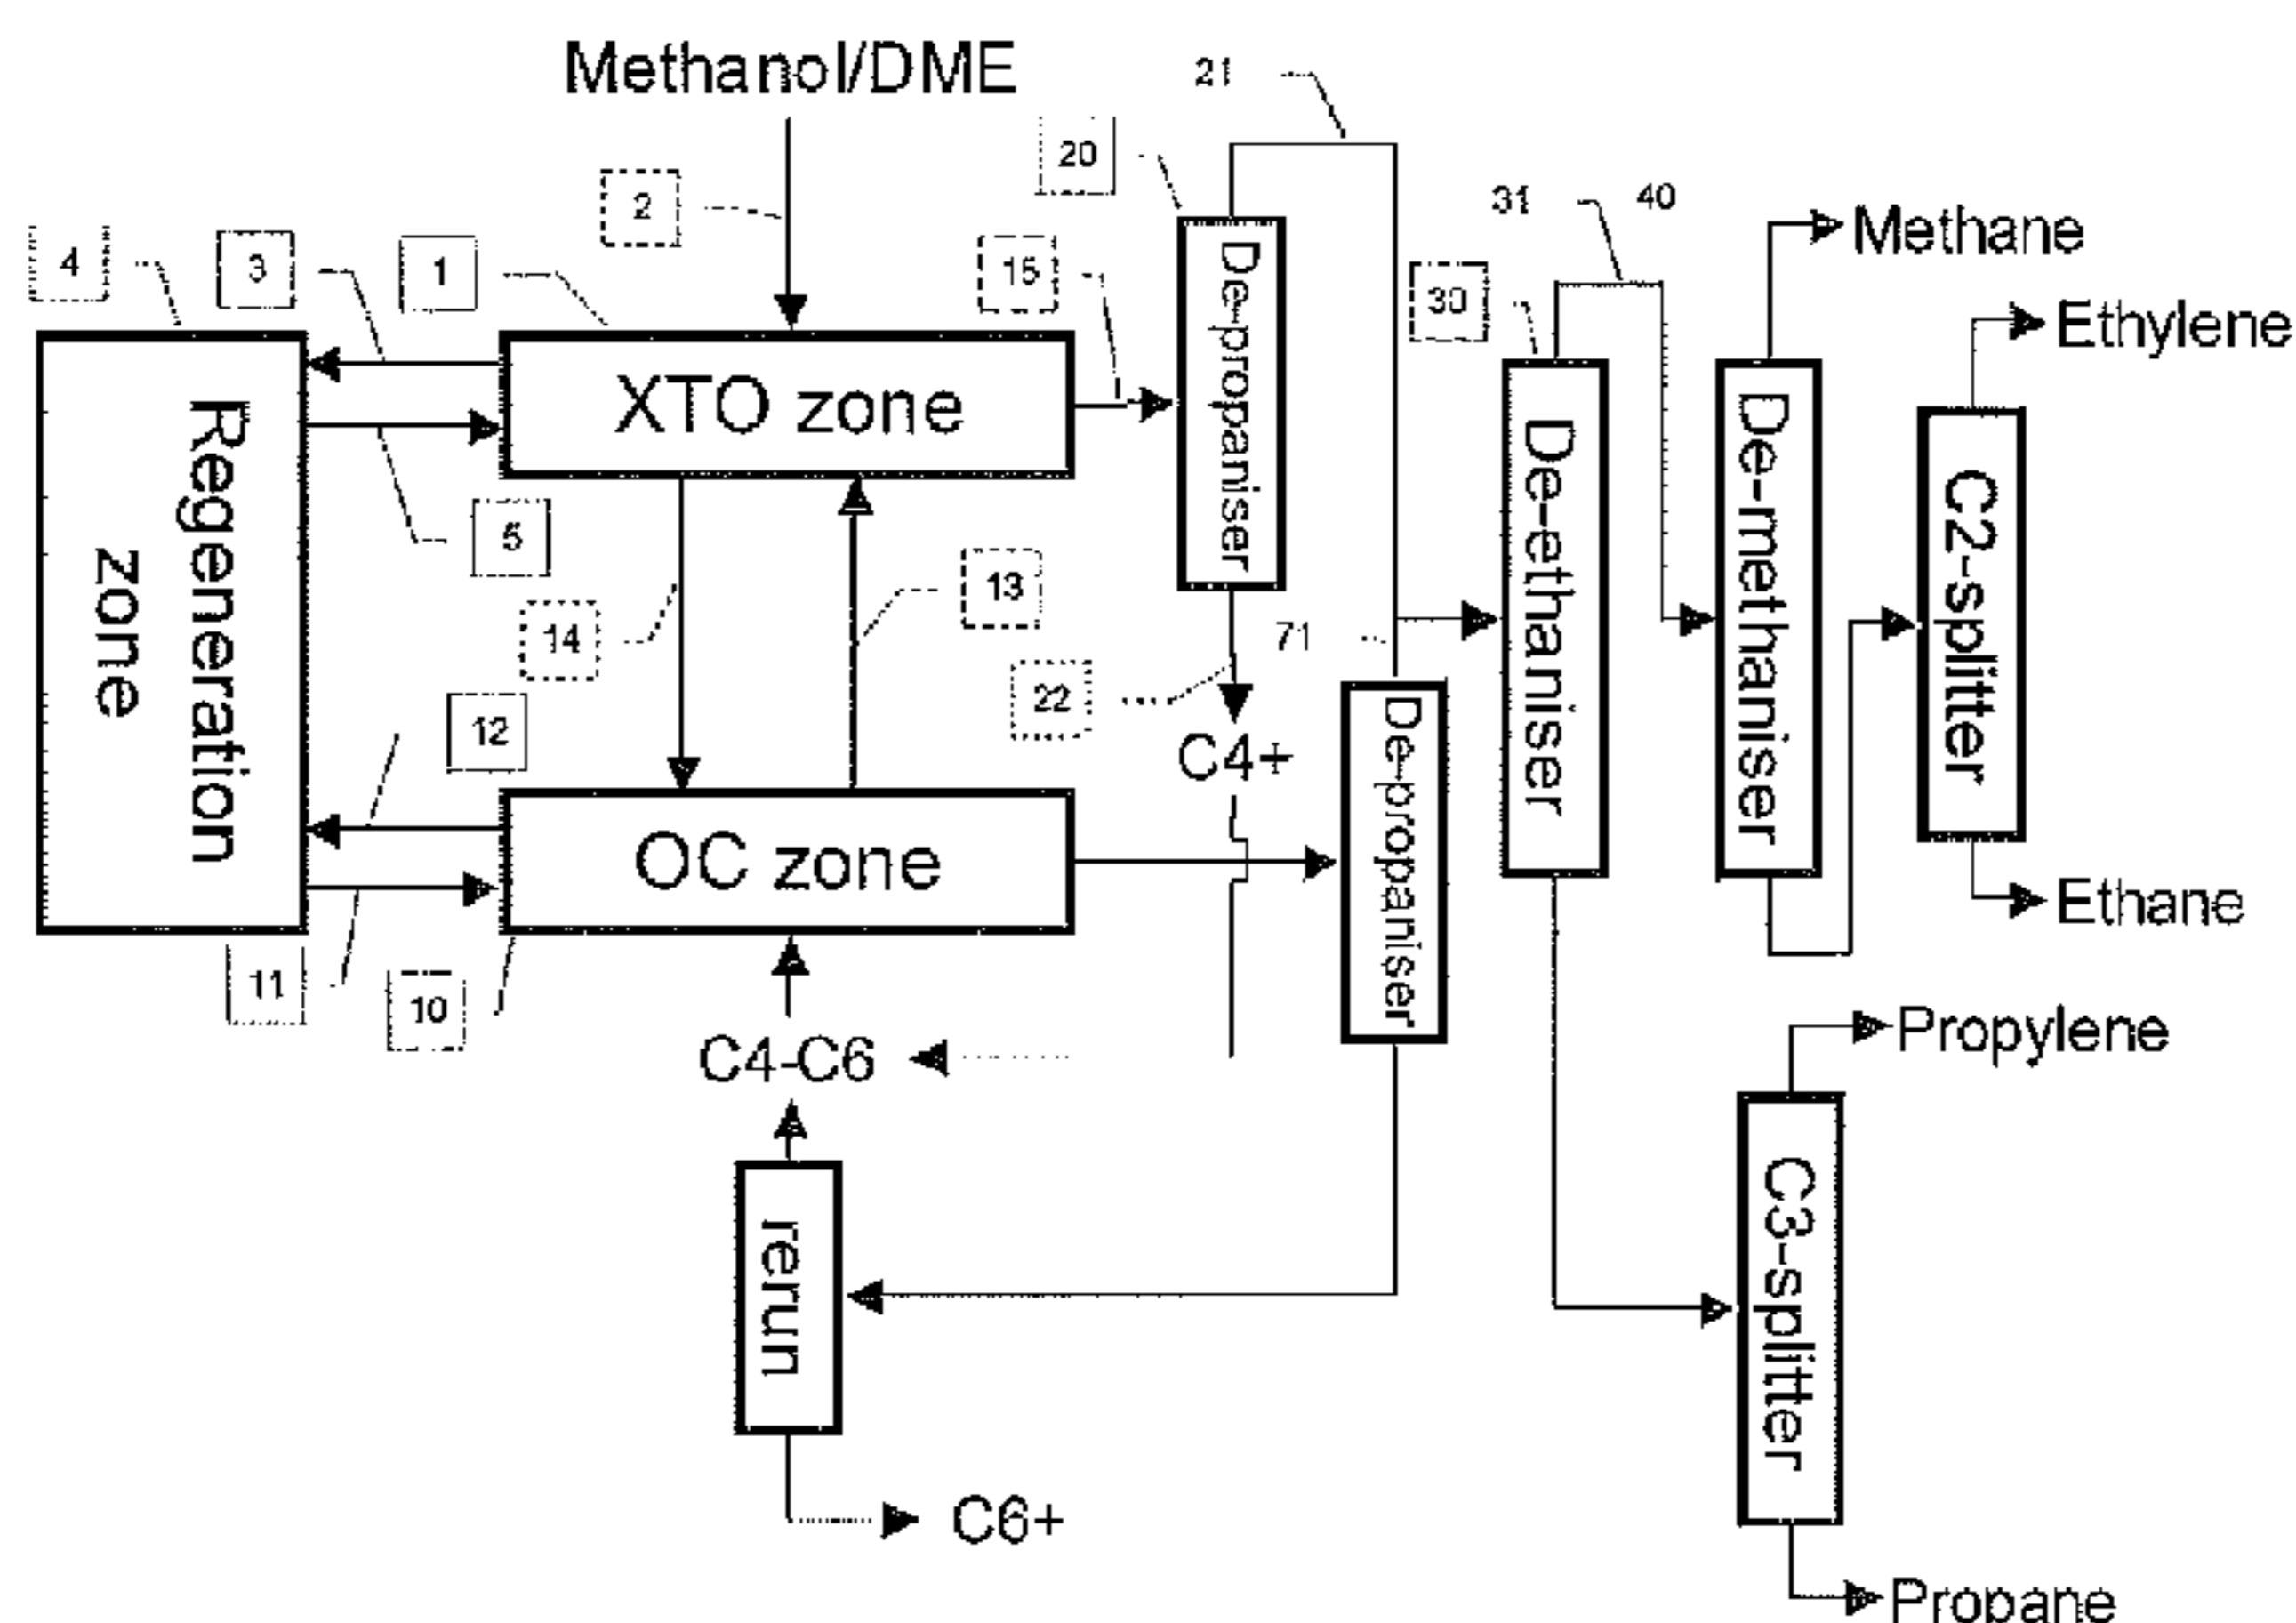 Methanol/DME
21
20
2
31
40
Methane
4
3
1
15
30
Ethylene
De-propaniser
XTO zone
Regeneration
zone
De-ethaniser
De-methaniser
C2-splitter
5
13
14
71
22
12
C4+
De-propaniser
OC zone
Ethane
11
10
C4-C6
Propylene
rerun
C3-splitter
C6+
Propane